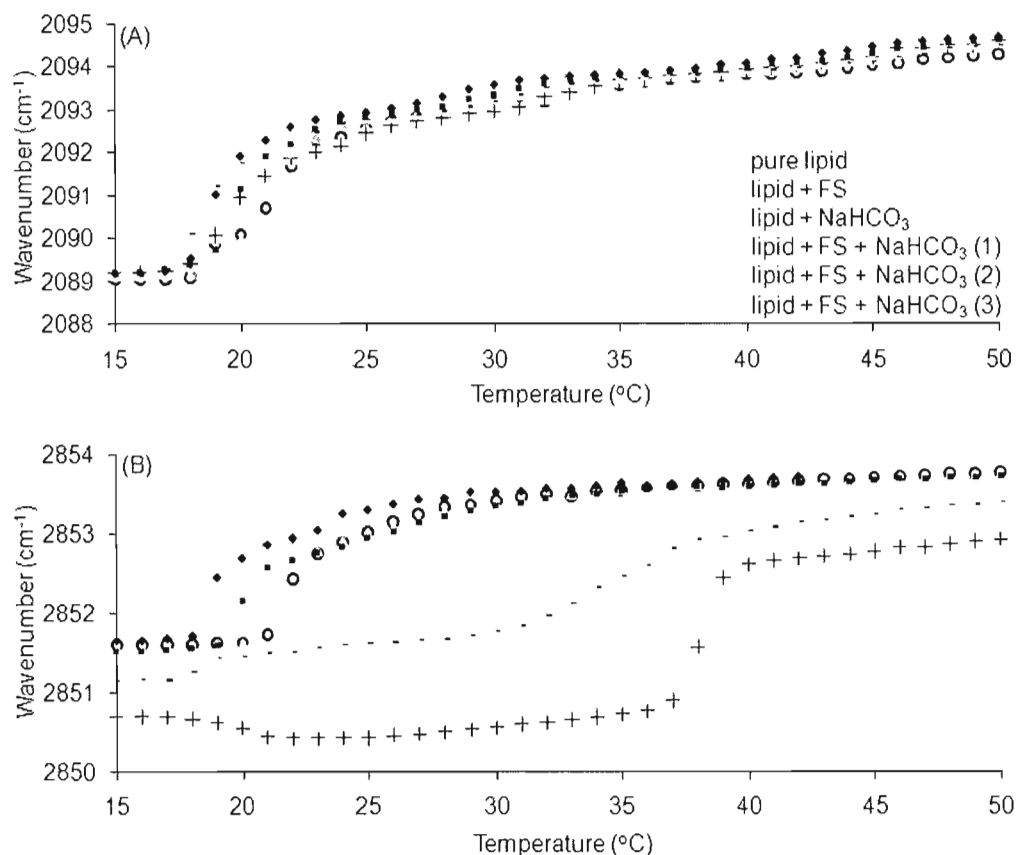 (A)
Wavenumber (cm⁻¹)
2095
2094
2093
2092
2091
2090
2089
2088
pure lipid
lipid + FS
lipid + NaHCO₃
lipid + FS + NaHCO₃ (1)
lipid + FS + NaHCO₃ (2)
lipid + FS + NaHCO₃ (3)
15 20 25 30 35 40 45 50
Temperature (°C)
(B)
Wavenumber (cm⁻¹)
2854
2853
2852
2851
2850
15 20 25 30 35 40 45 50
Temperature (°C)